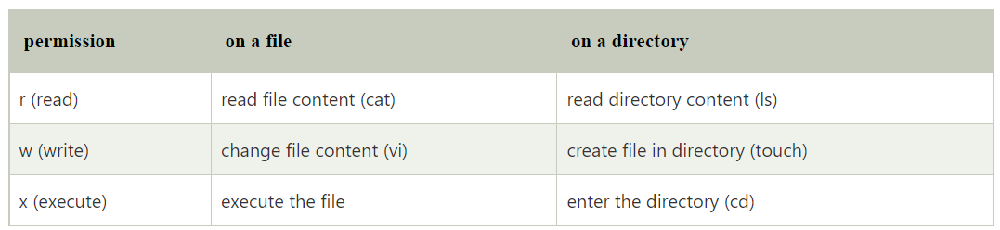 permission on a file on a directory
r (read) read file content (cat) read directory content (ls)
w (write) change file content (vi) create file in directory (touch)
x (execute) execute the file enter the directory (cd)